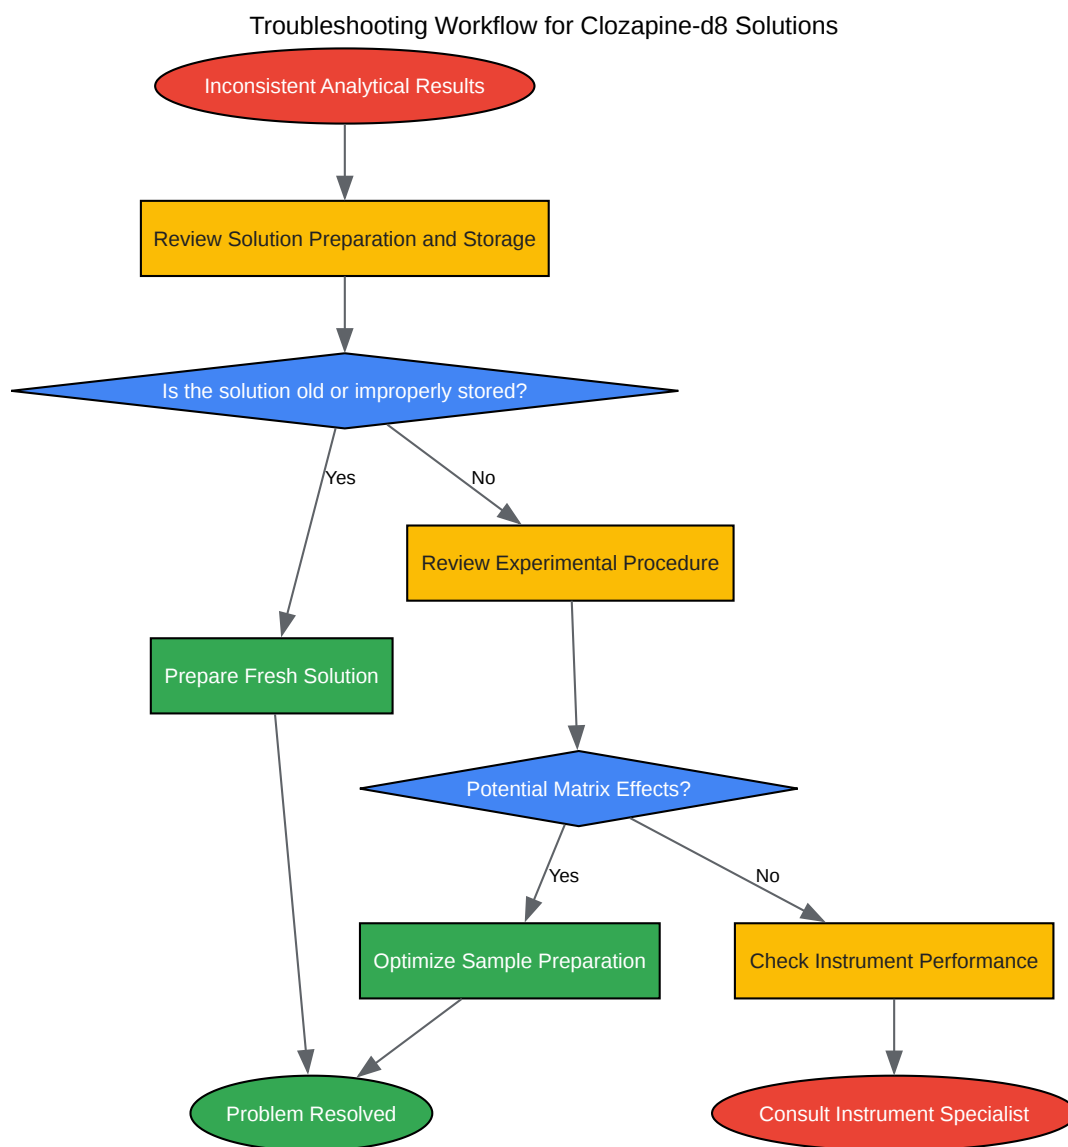 Troubleshooting Workflow for Clozapine-d8 Solutions
Inconsistent Analytical Results
Review Solution Preparation and Storage
Is the solution old or improperly stored?
Yes
No
Review Experimental Procedure
Prepare Fresh Solution
Potential Matrix Effects?
Yes
No
Optimize Sample Preparation
Check Instrument Performance
Problem Resolved
Consult Instrument Specialist